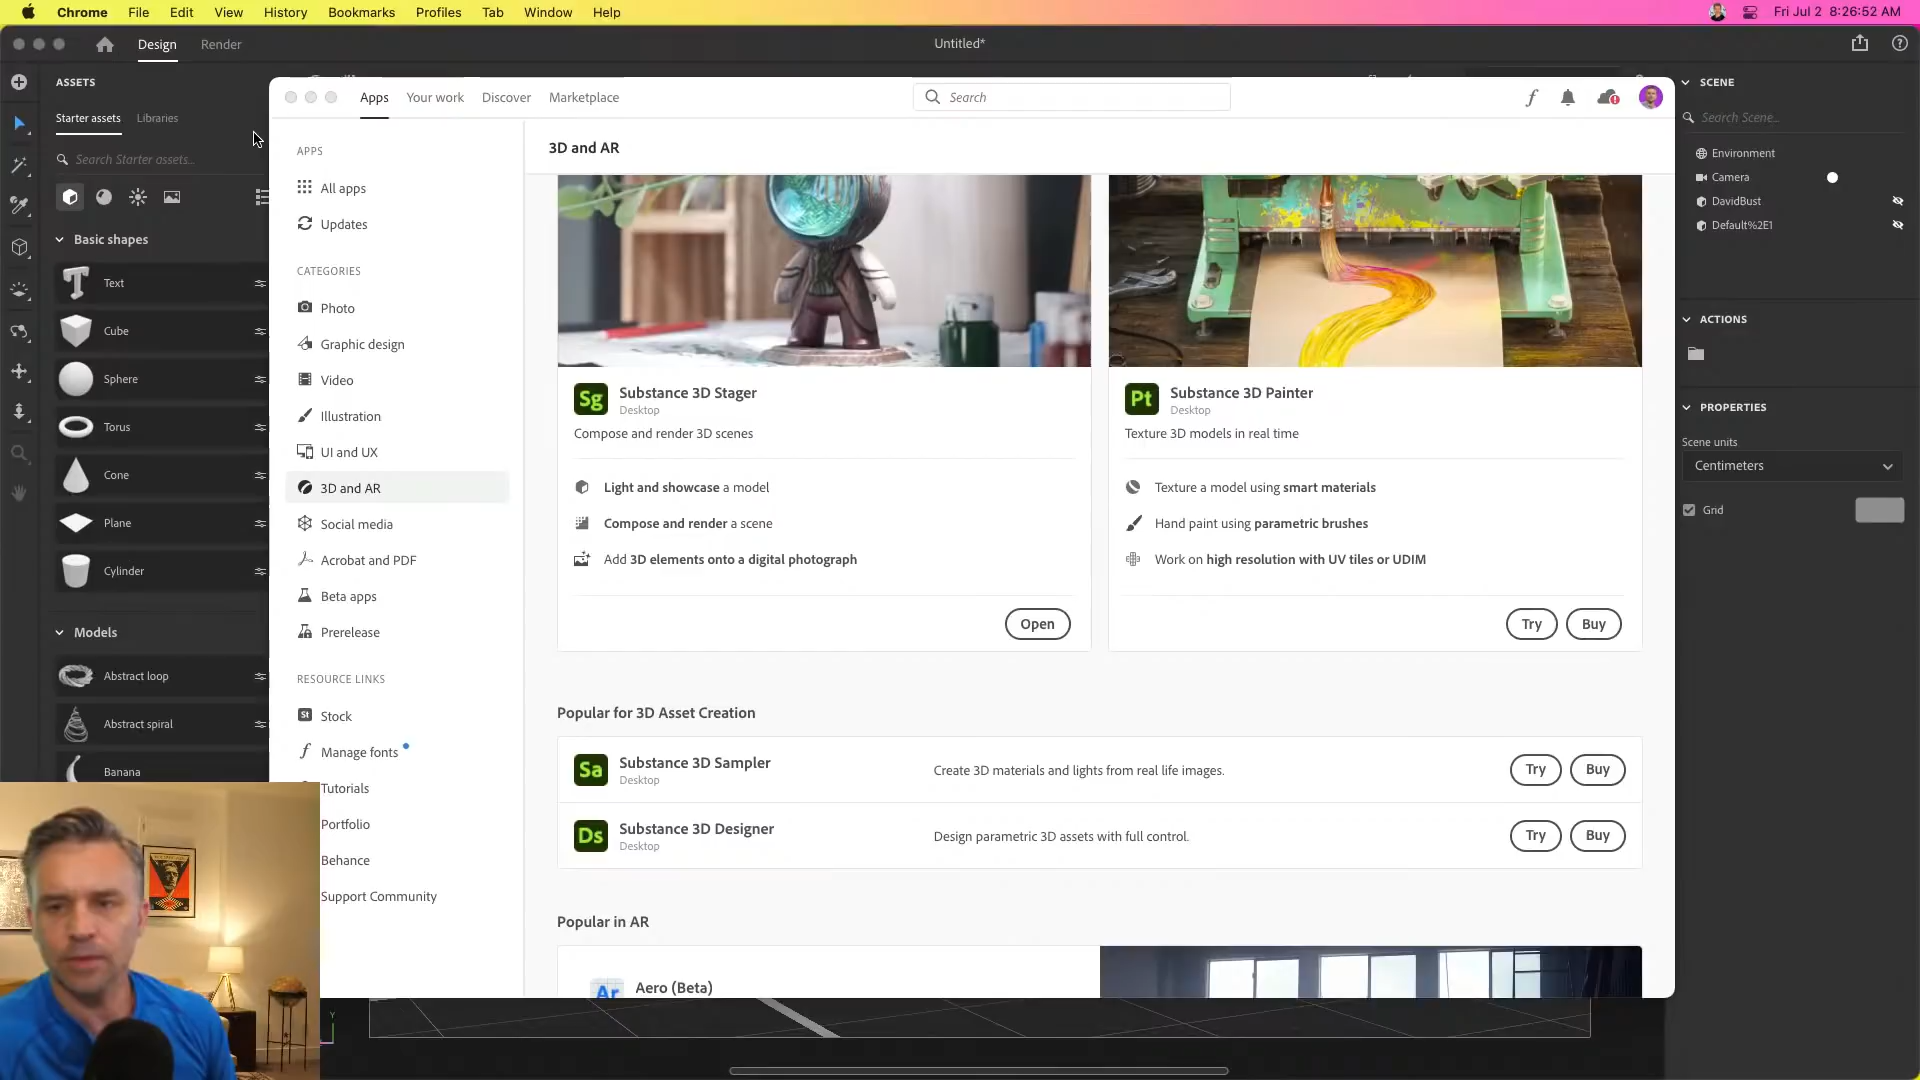 Chrome File Edit View History Bookmarks Profiles Tab Window Help
Fri Jul 2 8:26:52 AM
Design Render
Untitled*
ASSETS
Starter assets Libraries
Search Starter assets...
Basic shapes
Text
Cube
Sphere
Torus
Cone
Plane
Cylinder
Models
Abstract loop
Abstract spiral
Banana
Apps Your work Discover Marketplace
Search
APPS
All apps
Updates
CATEGORIES
Photo
Graphic design
Video
Illustration
UI and UX
3D and AR
Social media
Acrobat and PDF
Beta apps
Prerelease
RESOURCE LINKS
St Stock
Manage fonts
Tutorials
Portfolio
Behance
Support Community
3D and AR
Sg Substance 3D Stager
Desktop
Compose and render 3D scenes
Light and showcase a model
Compose and render a scene
Add 3D elements onto a digital photograph
Open
Pt Substance 3D Painter
Desktop
Texture 3D models in real time
Texture a model using smart materials
Hand paint using parametric brushes
Work on high resolution with UV tiles or UDIM
Try Buy
Popular for 3D Asset Creation
Sa Substance 3D Sampler
Desktop
Create 3D materials and lights from real life images.
Try Buy
Ds Substance 3D Designer
Desktop
Design parametric 3D assets with full control.
Try Buy
Popular in AR
Ar Aero (Beta)
Y
SCENE
Search Scene...
Environment
Camera
DavidBust
Default%2E1
ACTIONS
PROPERTIES
Scene units
Centimeters
Grid